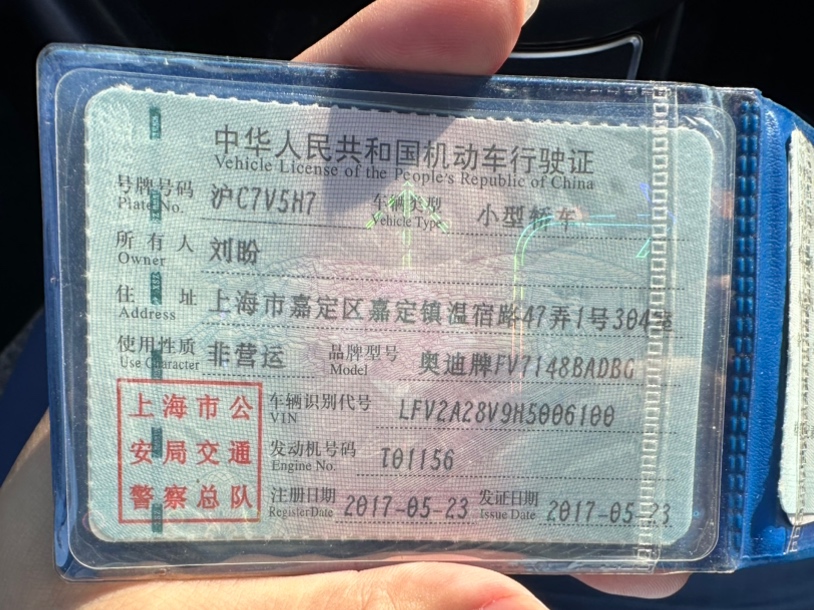 中华人民共和国机动车行驶证
Vehicle License of the People's Republic of China
号牌号码 沪C7V5H7 车辆类型 小型轿车
Plate No. Vehicle Type
所有人 刘盼
Owner
住址 上海市嘉定区嘉定镇温宿路47弄1号304室
Address
使用性质 非营运 品牌型号 奥迪牌FV7148BADBG
Use Character Model
上海市公
安局交通
警察总队
车辆识别代号 LFV2A28V9H5006100
VIN
发动机号码 T01156
Engine No.
注册日期 2017-05-23 发证日期 2017-05-23
Register Date Issue Date